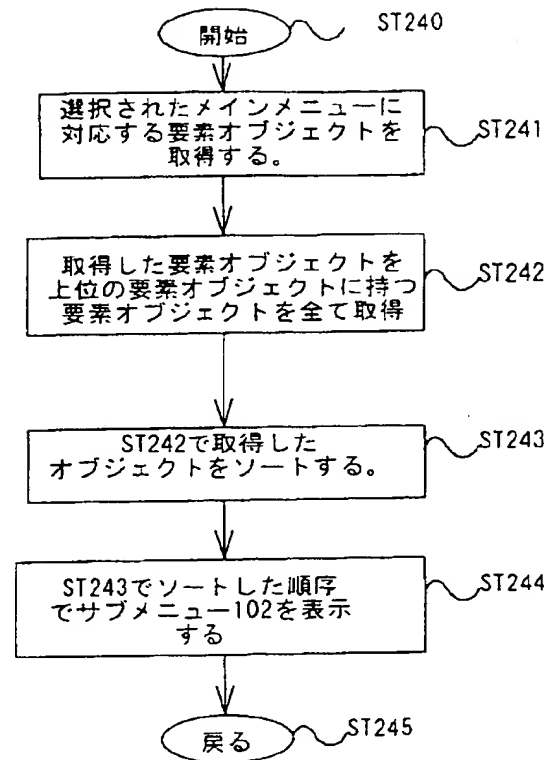 開始
ST240
選択されたメインメニューに
対応する要素オブジェクトを
取得する。
ST241
取得した要素オブジェクトを
上位の要素オブジェクトに持つ
要素オブジェクトを全て取得
ST242
ST242で取得した
オブジェクトをソートする。
ST243
ST243でソートした順序
でサブメニュー102を表示
する
ST244
戻る
ST245